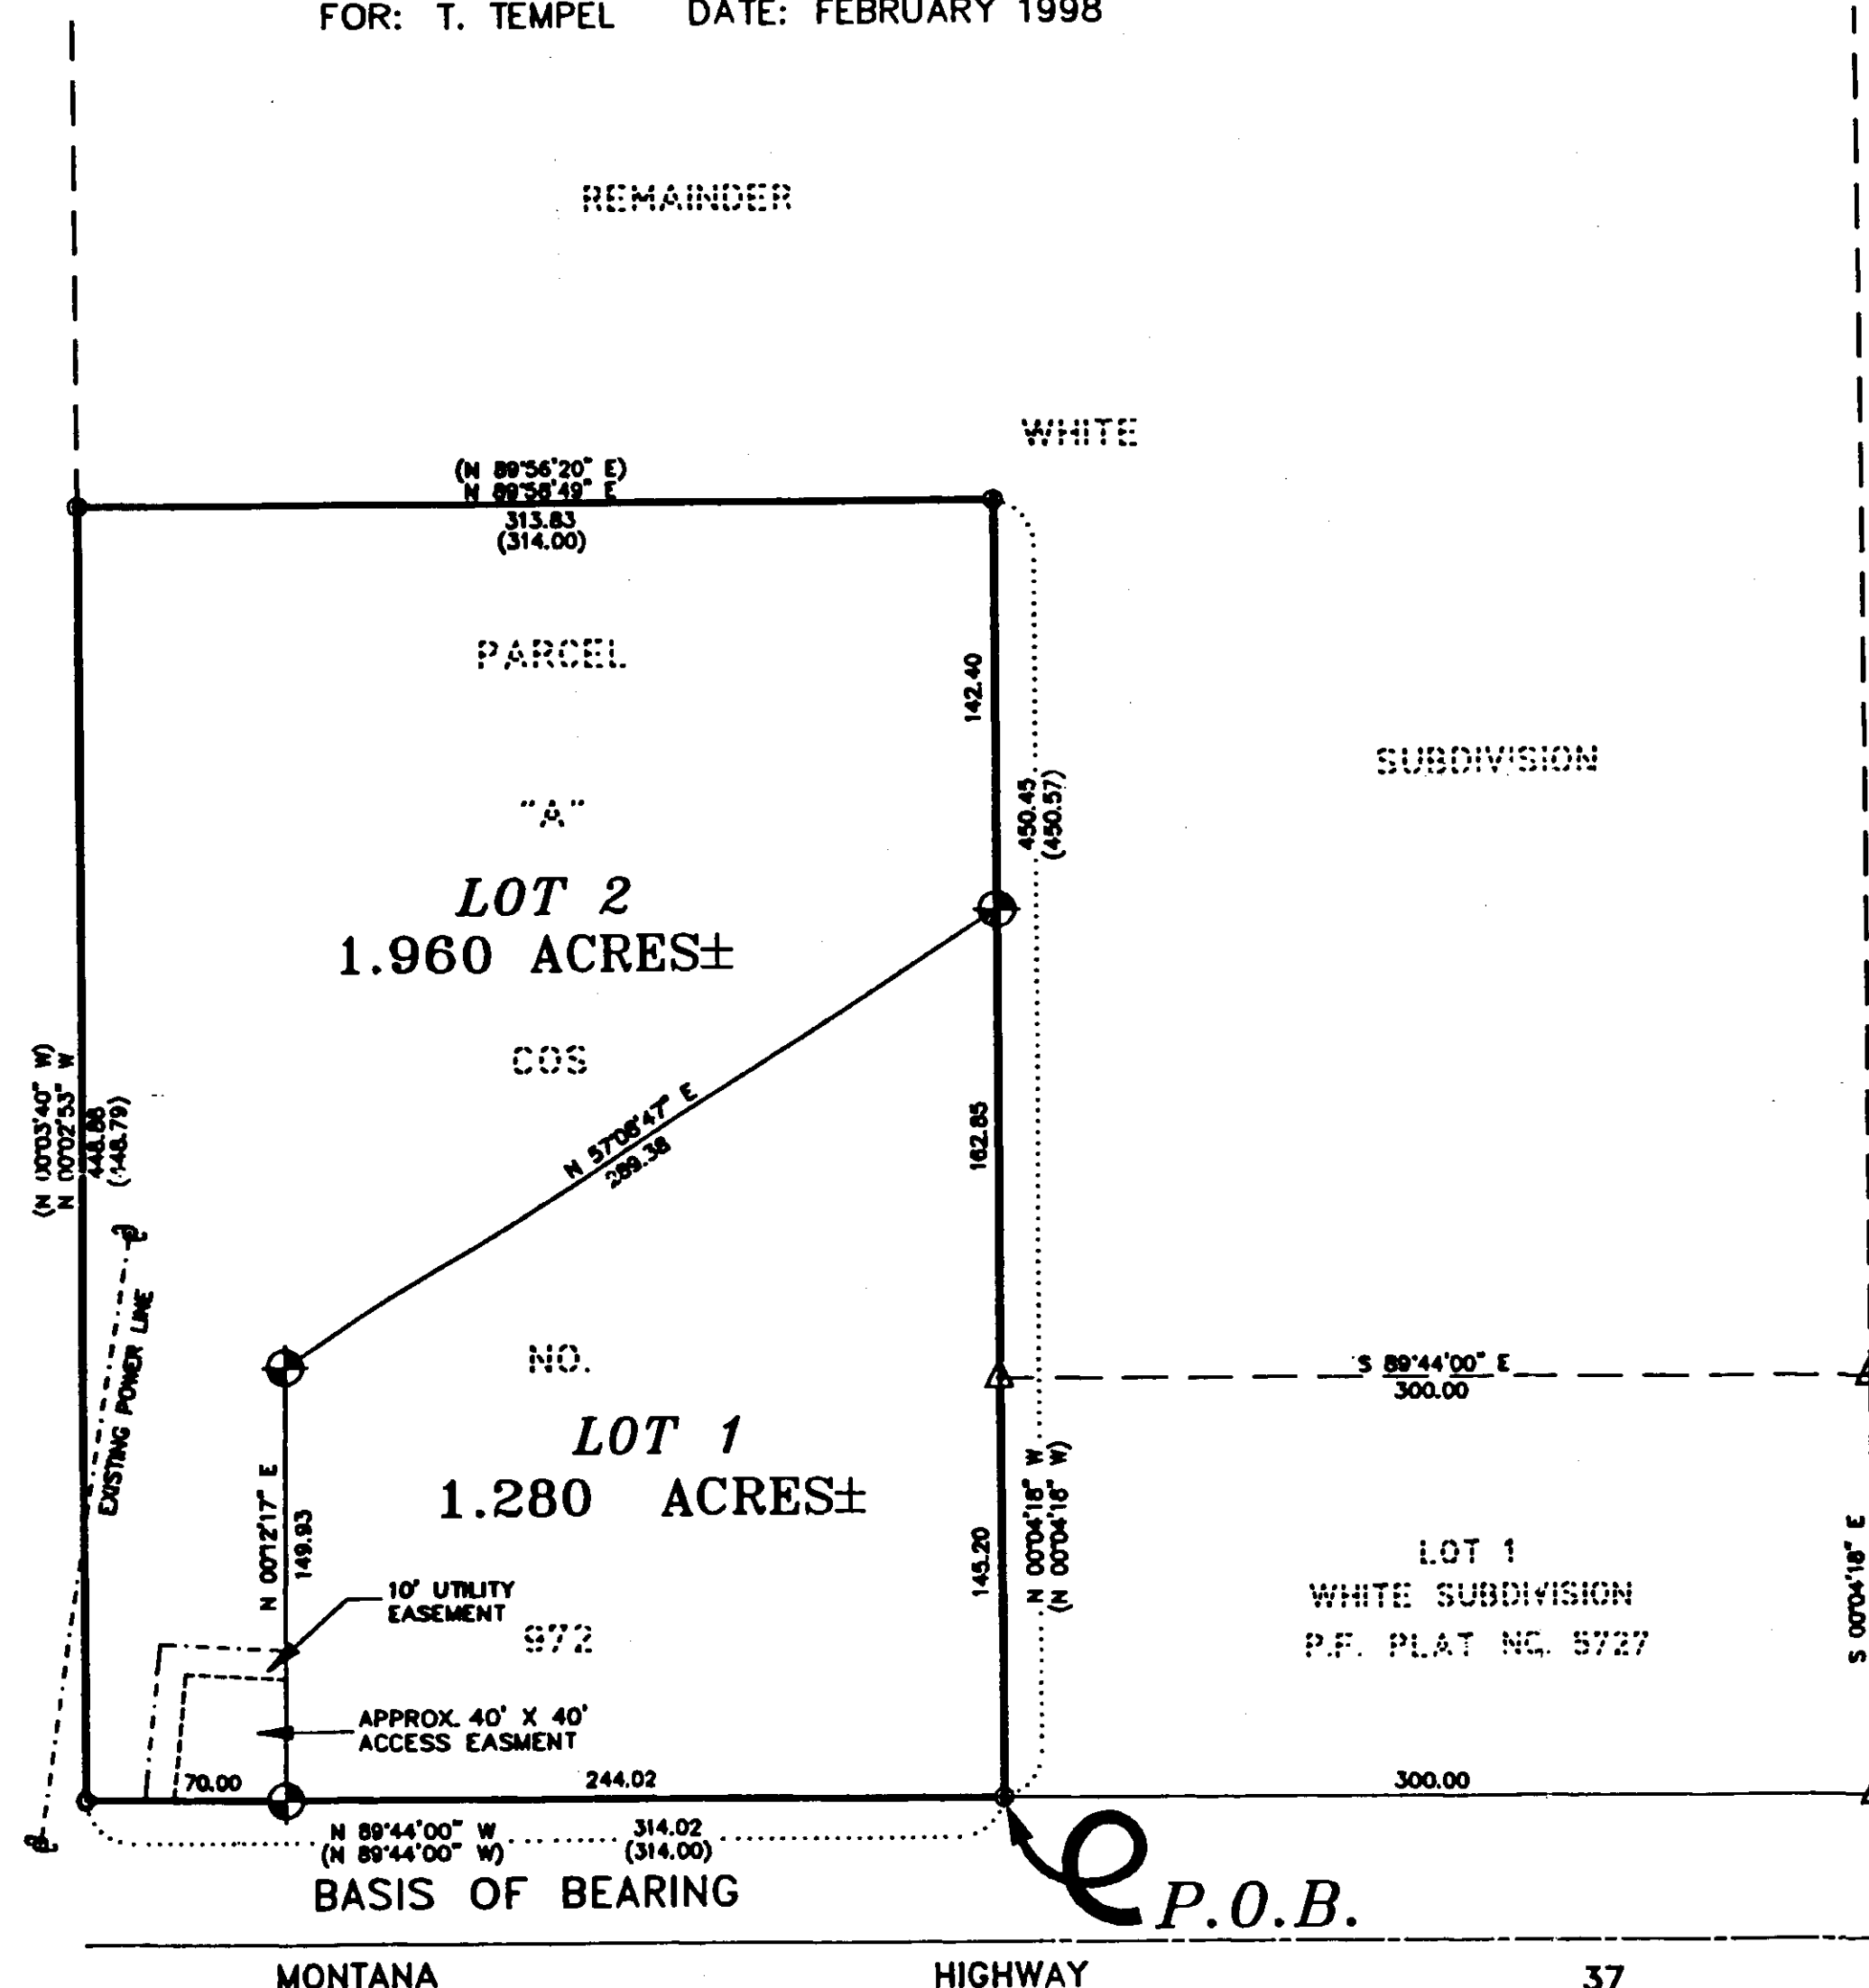 FOR: T. TEMPEL DATE: FEBRUARY 1998
REMAINDER
WHITE
(N 89°56'20" E)
N 89°58'49" E
313.83
(314.00)
PARCEL
142.40
450.45
(450.57)
SUBDIVISION
"A"
LOT 2
1.960 ACRES±
COS
(N 00°03'40" W)
N 00°02'53" W
448.88
(448.79)
N 57°08'47" E
289.38
162.85
EXISTING POWER LINE
NO.
S 89°44'00" E
300.00
LOT 1
1.280 ACRES±
N 00°12'17" E
149.93
145.20
N 00°04'18" W
(N 00°04'18" W)
LOT 1
WHITE SUBDIVISION
P.F. PLAT NO. 5727
S 00°04'18" E
10' UTILITY
EASEMENT
972
APPROX. 40' X 40'
ACCESS EASMENT
70.00
244.02
300.00
N 89°44'00" W 314.02
(N 89°44'00" W) (314.00)
BASIS OF BEARING
P.O.B.
MONTANA HIGHWAY 37